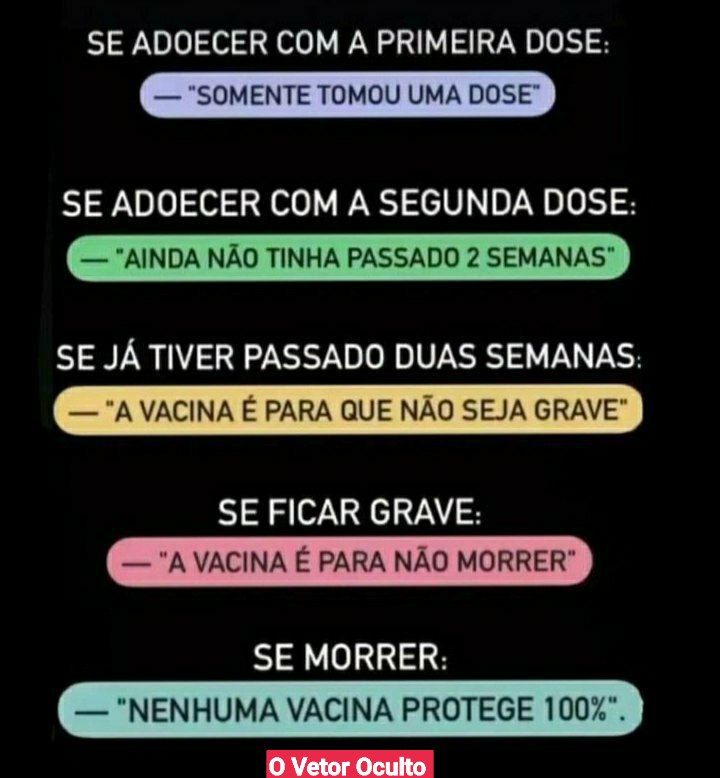 SE ADOECER COM A PRIMEIRA DOSE:
— "SOMENTE TOMOU UMA DOSE"
SE ADOECER COM A SEGUNDA DOSE:
— "AINDA NÃO TINHA PASSADO 2 SEMANAS"
SE JÁ TIVER PASSADO DUAS SEMANAS:
— "A VACINA É PARA QUE NÃO SEJA GRAVE"
SE FICAR GRAVE:
— "A VACINA É PARA NÃO MORRER"
SE MORRER:
— "NENHUMA VACINA PROTEGE 100%".
O Vetor Oculto